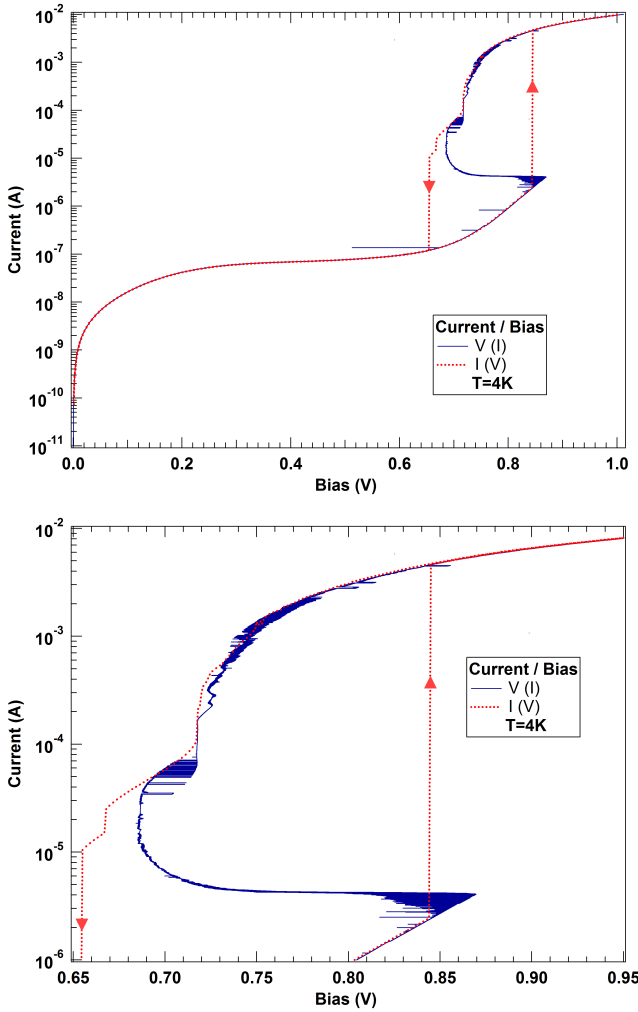 10⁻²
10⁻³
10⁻⁴
10⁻⁵
10⁻⁶
10⁻⁷
10⁻⁸
10⁻⁹
10⁻¹⁰
10⁻¹¹
Current (A)
Current / Bias
V (I)
I (V)
T=4K
0.0 0.2 0.4 0.6 0.8 1.0
Bias (V)
10⁻²
10⁻³
10⁻⁴
10⁻⁵
10⁻⁶
Current (A)
Current / Bias
V (I)
I (V)
T=4K
0.65 0.70 0.75 0.80 0.85 0.90 0.95
Bias (V)